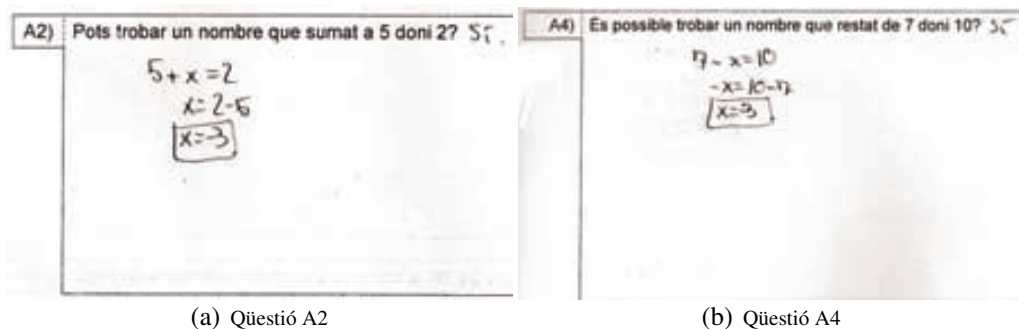 A2) Pots trobar un nombre que sumat a 5 doni 2? Sí.
5 + x = 2
x = 2-5
x = -3
(a) Qüestió A2
A4) És possible trobar un nombre que restat de 7 doni 10? Sí
7 - x = 10
-x = 10-7
x = -3
(b) Qüestió A4